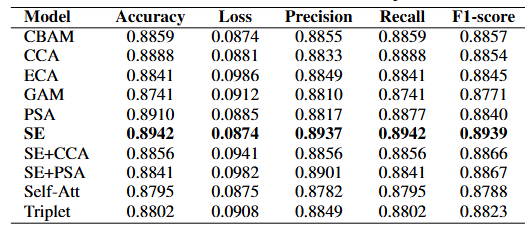 Model Accuracy Loss Precision Recall F1-score
CBAM 0.8859 0.0874 0.8855 0.8859 0.8857
CCA 0.8888 0.0881 0.8833 0.8888 0.8854
ECA 0.8841 0.0986 0.8849 0.8841 0.8845
GAM 0.8741 0.0912 0.8810 0.8741 0.8771
PSA 0.8910 0.0885 0.8817 0.8877 0.8840
SE 0.8942 0.0874 0.8937 0.8942 0.8939
SE+CCA 0.8856 0.0941 0.8856 0.8856 0.8866
SE+PSA 0.8841 0.0982 0.8901 0.8841 0.8867
Self-Att 0.8795 0.0875 0.8782 0.8795 0.8788
Triplet 0.8802 0.0908 0.8849 0.8802 0.8823